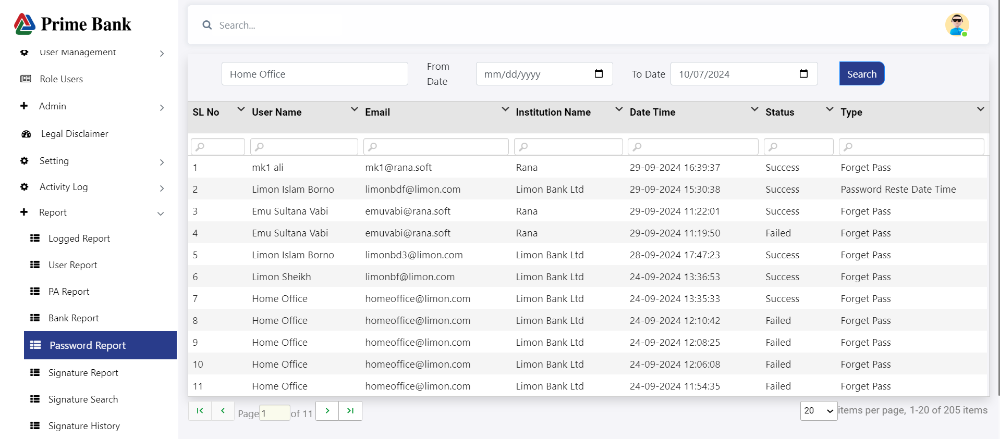 Prime Bank
User Management
Role Users
Admin
Legal Disclaimer
Setting
Activity Log
Report
Logged Report
User Report
PA Report
Bank Report
Password Report
Signature Report
Signature Search
Signature History
Search...
Home Office
From Date
mm/dd/yyyy
To Date
10/07/2024
Search
SL No User Name Email Institution Name Date Time Status Type
1 mk1 ali mk1@rana.soft Rana 29-09-2024 16:39:37 Success Forget Pass
2 Limon Islam Borno limonbdf@limon.com Limon Bank Ltd 29-09-2024 15:30:38 Success Password Reste Date Time
3 Emu Sultana Vabi emuvabi@rana.soft Rana 29-09-2024 11:22:01 Success Forget Pass
4 Emu Sultana Vabi emuvabi@rana.soft Rana 29-09-2024 11:19:50 Failed Forget Pass
5 Limon Islam Borno limonbd3@limon.com Limon Bank Ltd 28-09-2024 17:47:23 Success Forget Pass
6 Limon Sheikh limonbf@limon.com Limon Bank Ltd 24-09-2024 13:36:53 Success Forget Pass
7 Home Office homeoffice@limon.com Limon Bank Ltd 24-09-2024 13:35:33 Success Forget Pass
8 Home Office homeoffice@limon.com Limon Bank Ltd 24-09-2024 12:10:42 Failed Forget Pass
9 Home Office homeoffice@limon.com Limon Bank Ltd 24-09-2024 12:08:25 Failed Forget Pass
10 Home Office homeoffice@limon.com Limon Bank Ltd 24-09-2024 12:06:08 Failed Forget Pass
11 Home Office homeoffice@limon.com Limon Bank Ltd 24-09-2024 11:54:35 Failed Forget Pass
Page 1 of 11
20 items per page, 1-20 of 205 items